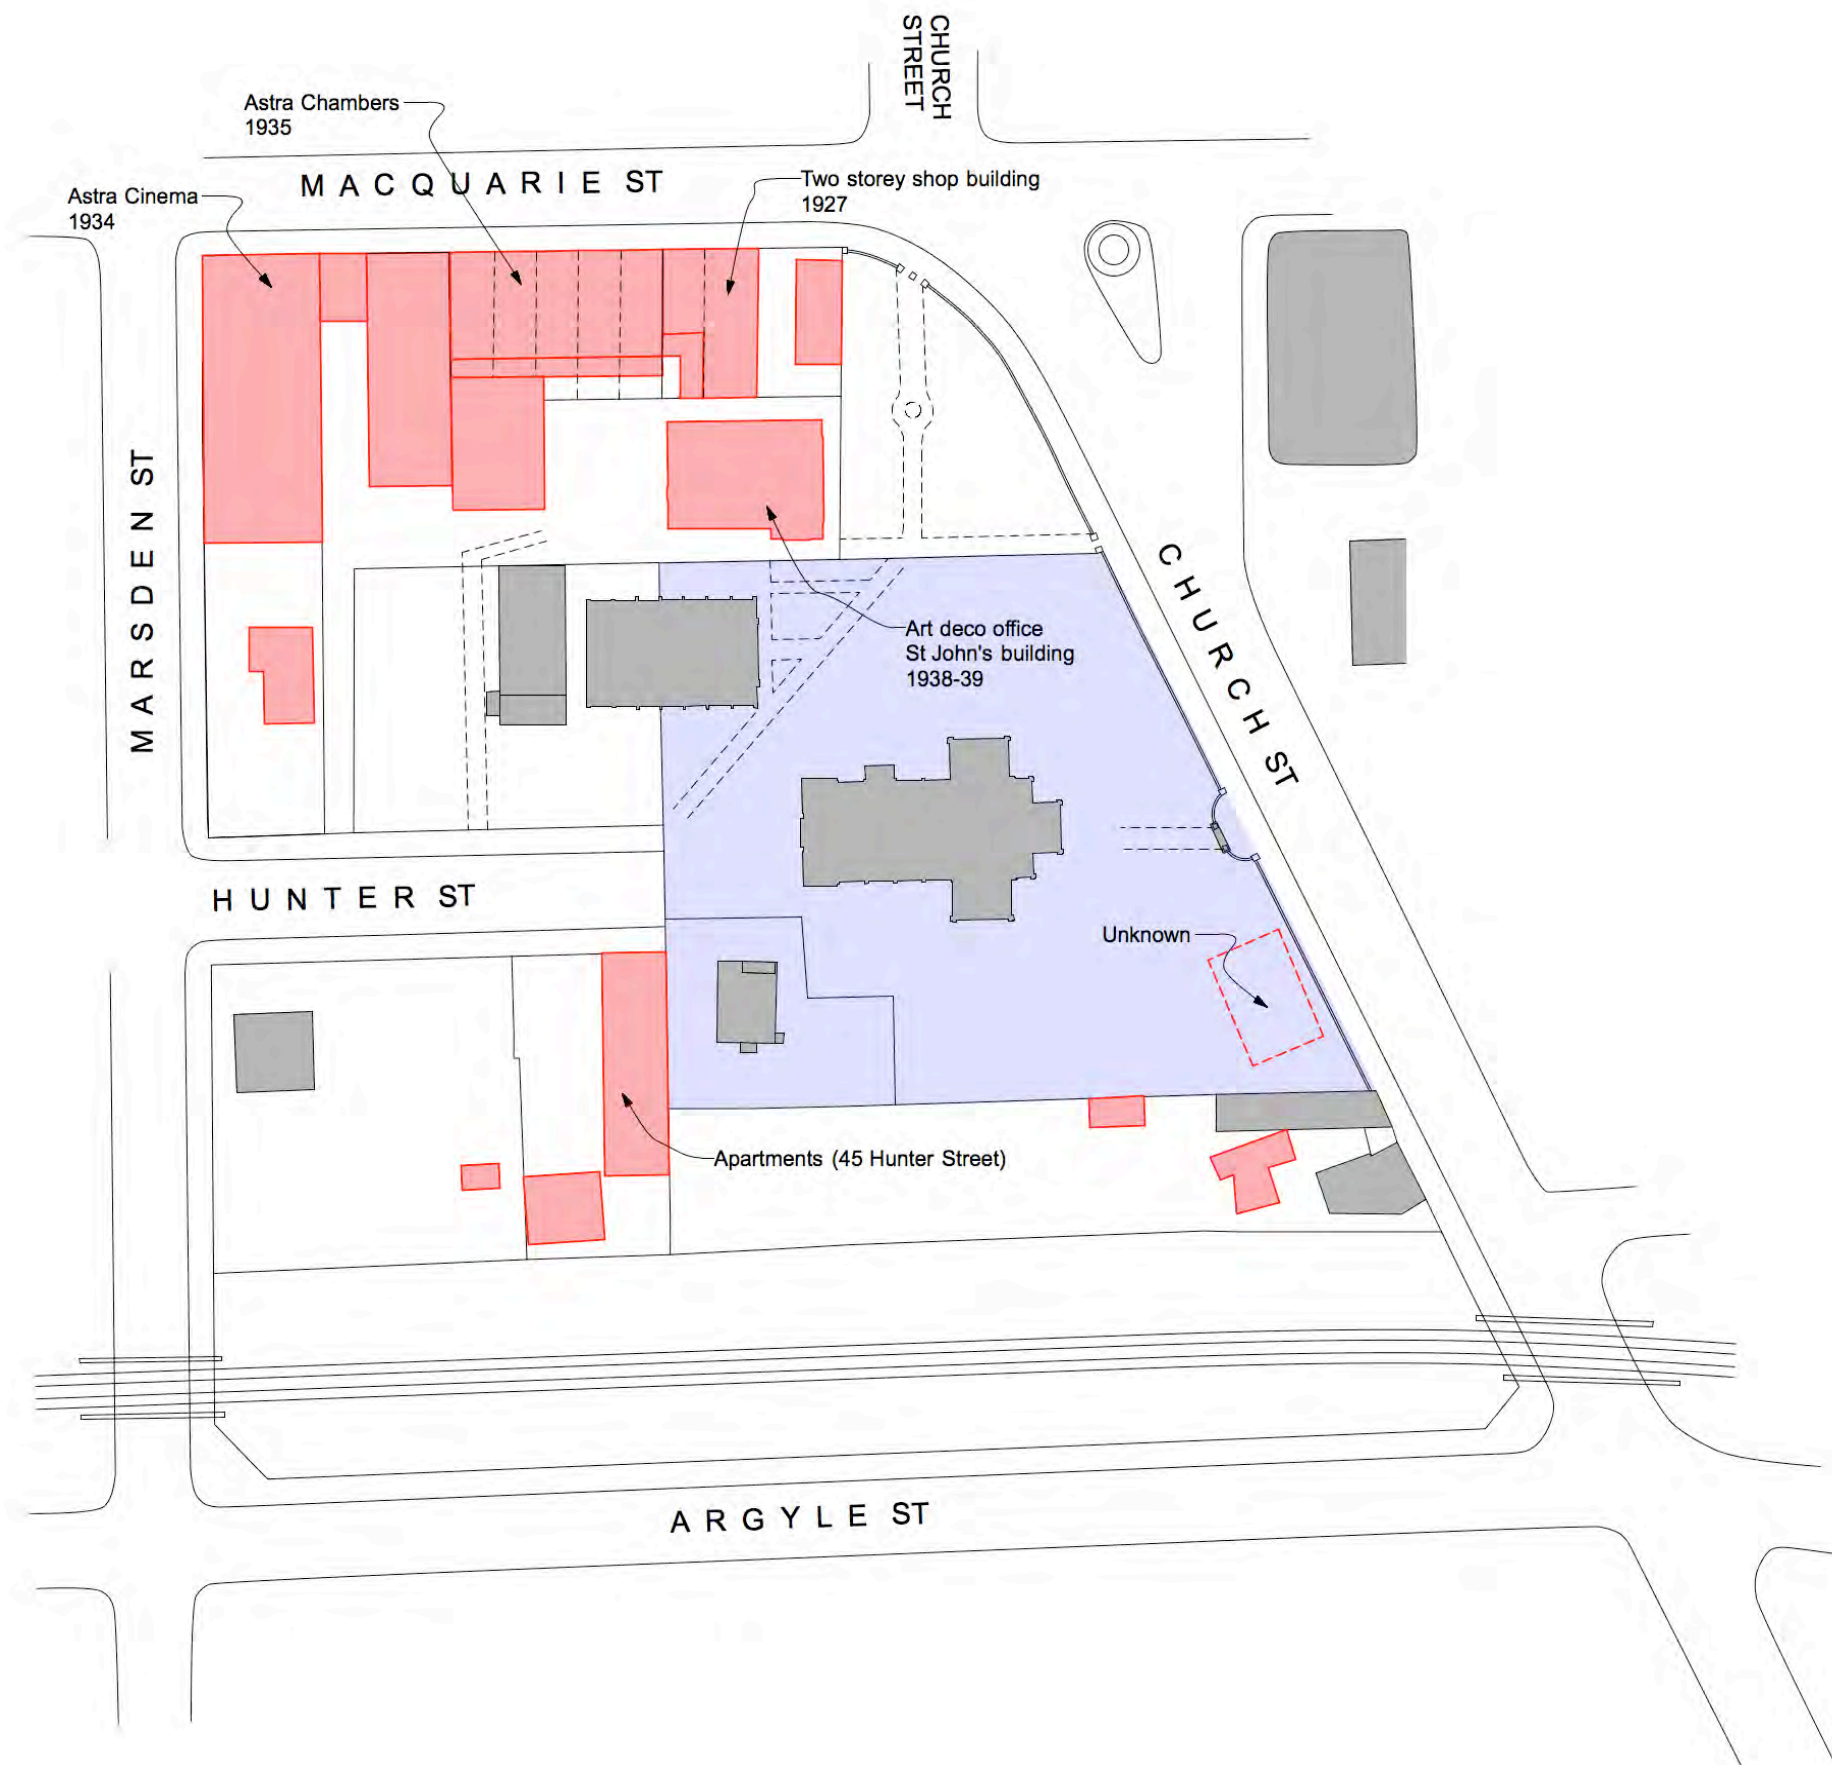 CHURCH
STREET
Astra Chambers
1935
MACQUARIE ST
Two storey shop building
1927
Astra Cinema
1934
MARSDEN ST
CHURCH ST
Art deco office
St John's building
1938-39
HUNTER ST
Unknown
Apartments (45 Hunter Street)
ARGYLE ST